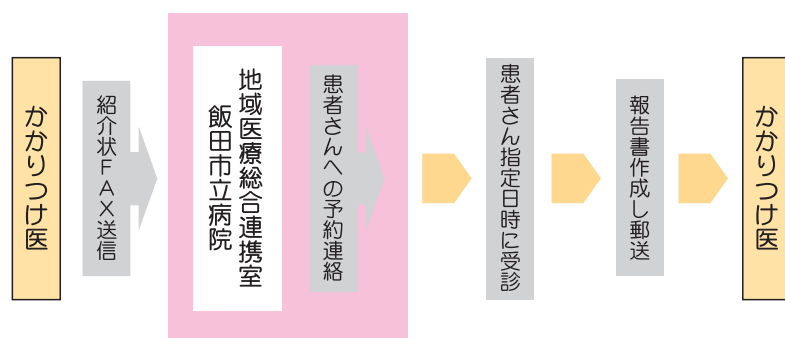 かかりつけ医
紹介状FAX送信
地域医療総合連携室
飯田市立病院
患者さんへの予約連絡
患者さん指定日時に受診
報告書作成し郵送
かかりつけ医